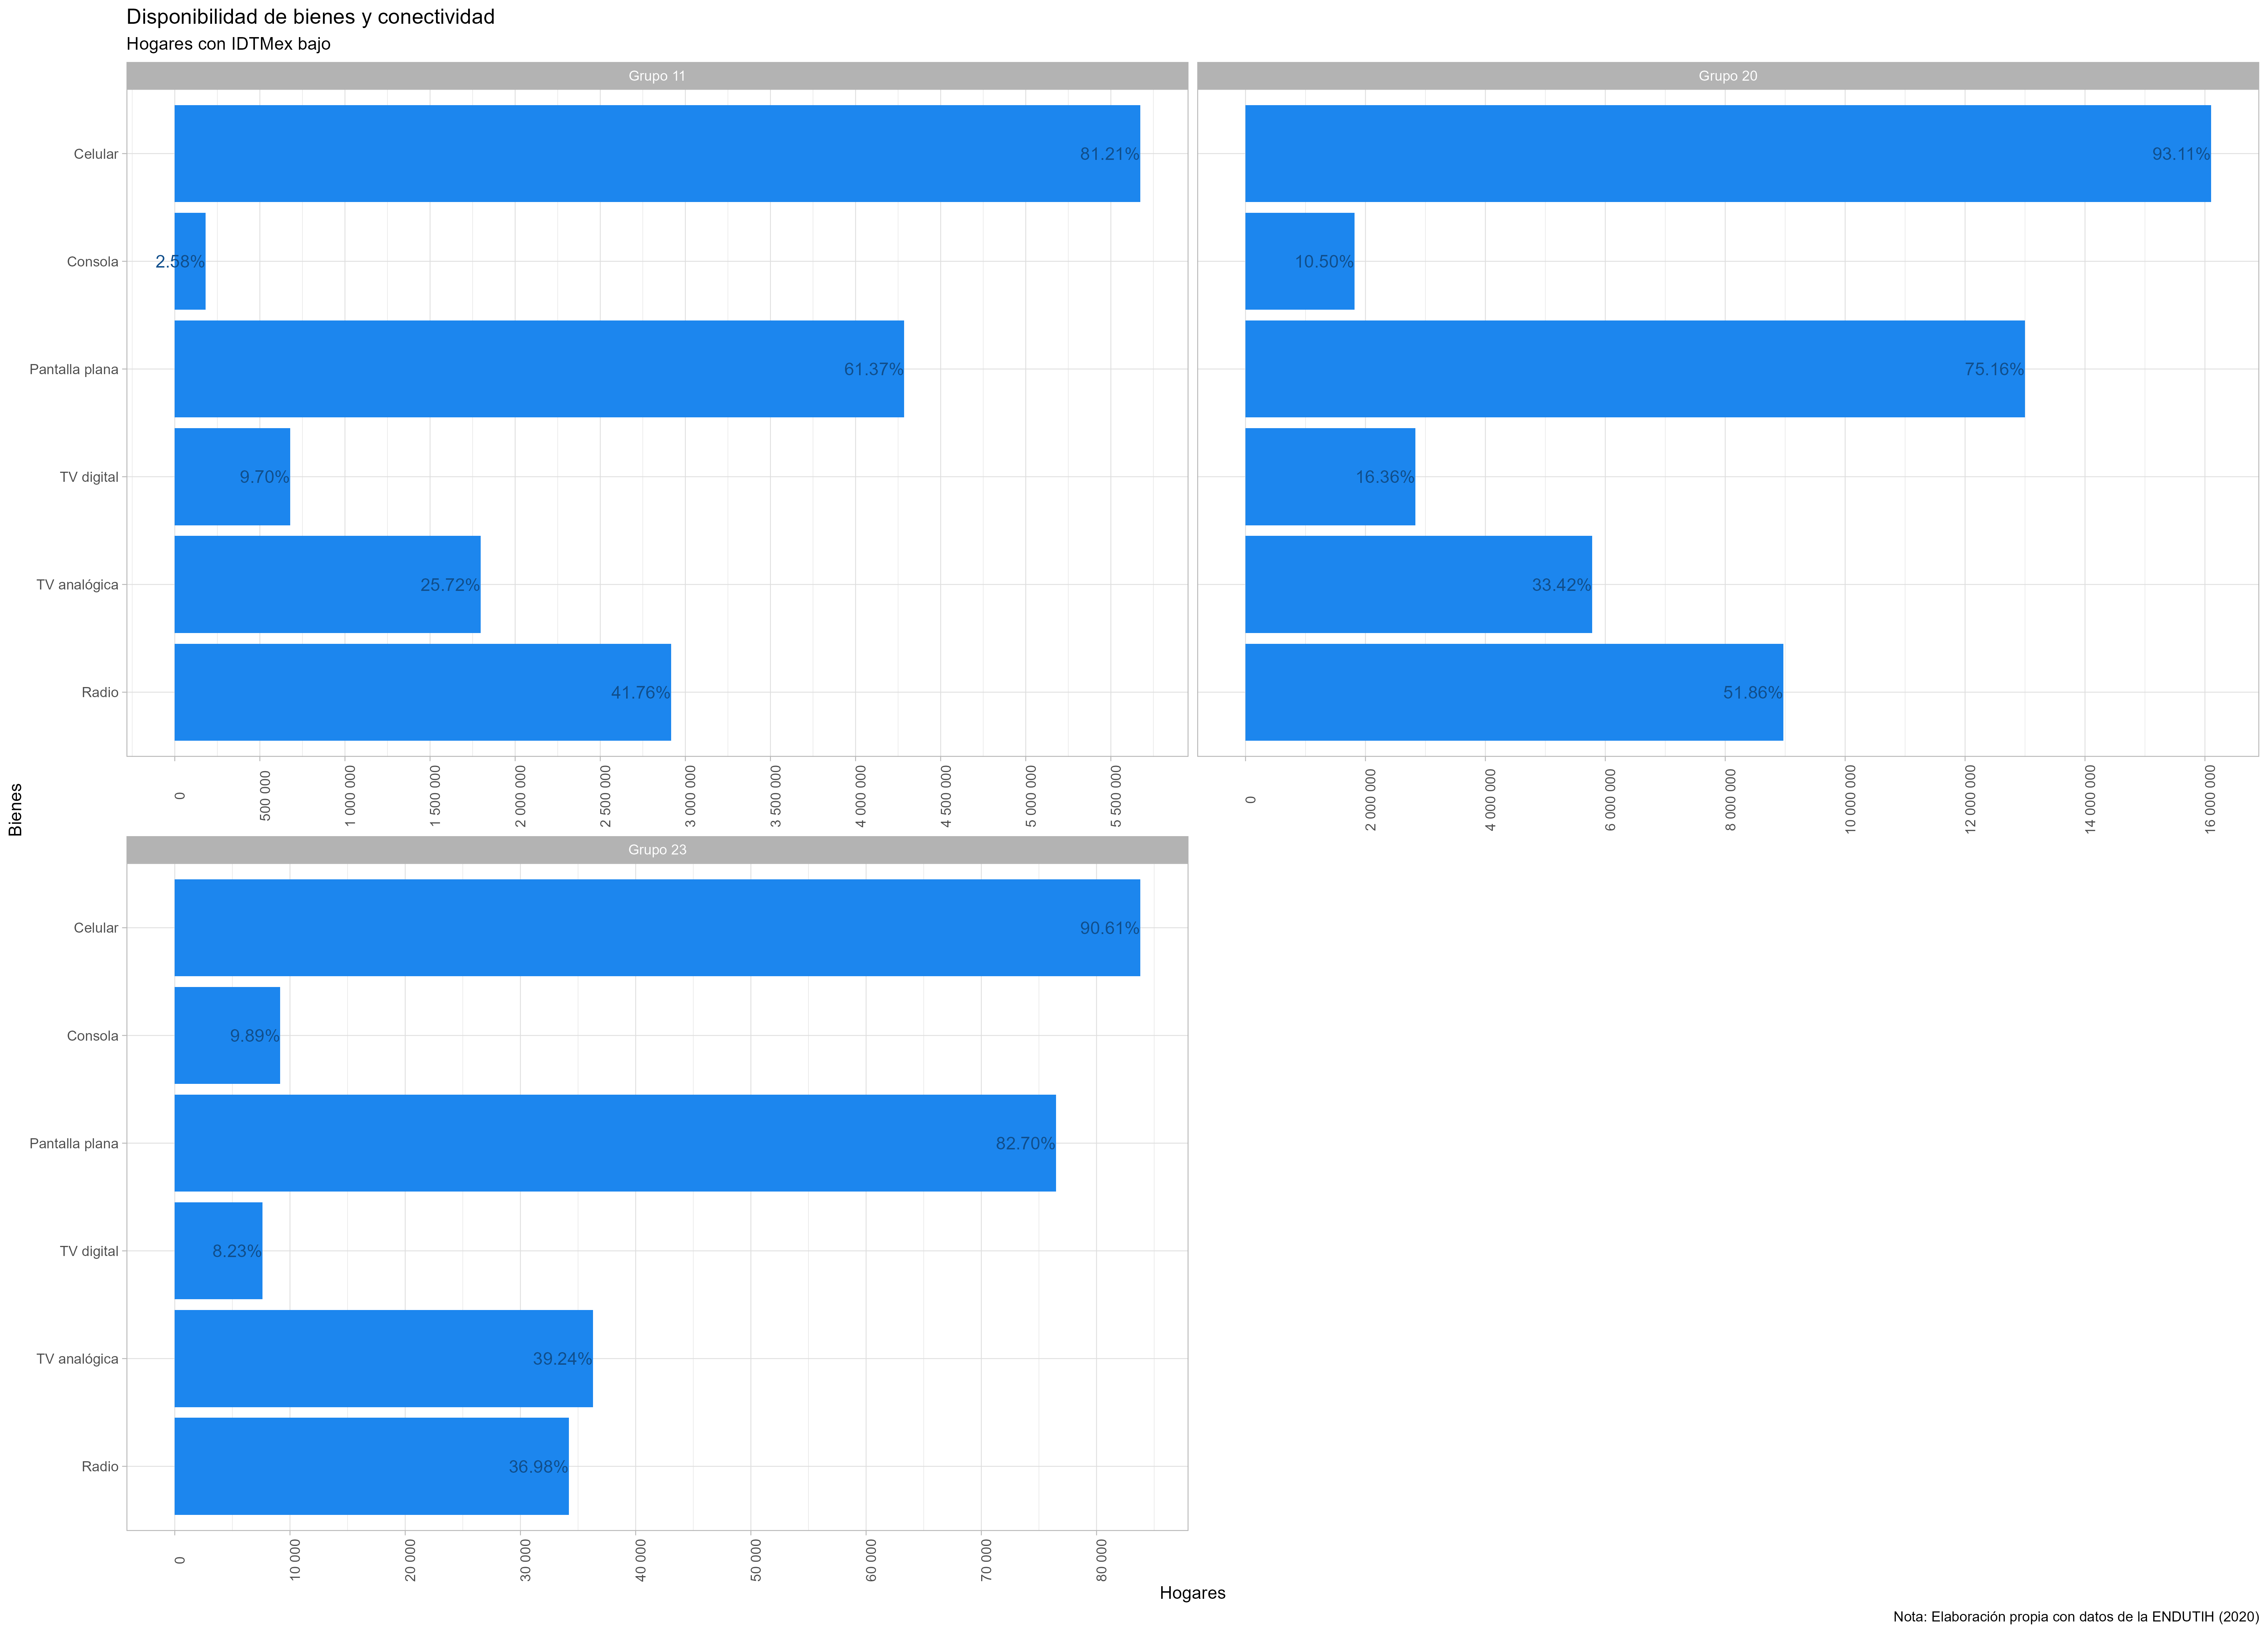 Disponibilidad de bienes y conectividad
Hogares con IDTMex bajo
Grupo 11
Celular
81.21%
Consola
2.58%
Pantalla plana
61.37%
TV digital
9.70%
TV analógica
25.72%
Radio
41.76%
0
500 000
1 000 000
1 500 000
2 000 000
2 500 000
3 000 000
3 500 000
4 000 000
4 500 000
5 000 000
5 500 000
Grupo 20
93.11%
10.50%
75.16%
16.36%
33.42%
51.86%
0
2 000 000
4 000 000
6 000 000
8 000 000
10 000 000
12 000 000
14 000 000
16 000 000
Bienes
Grupo 23
Celular
90.61%
Consola
9.89%
Pantalla plana
82.70%
TV digital
8.23%
TV analógica
39.24%
Radio
36.98%
0
10 000
20 000
30 000
40 000
50 000
60 000
70 000
80 000
Hogares
Nota: Elaboración propia con datos de la ENDUTIH (2020)